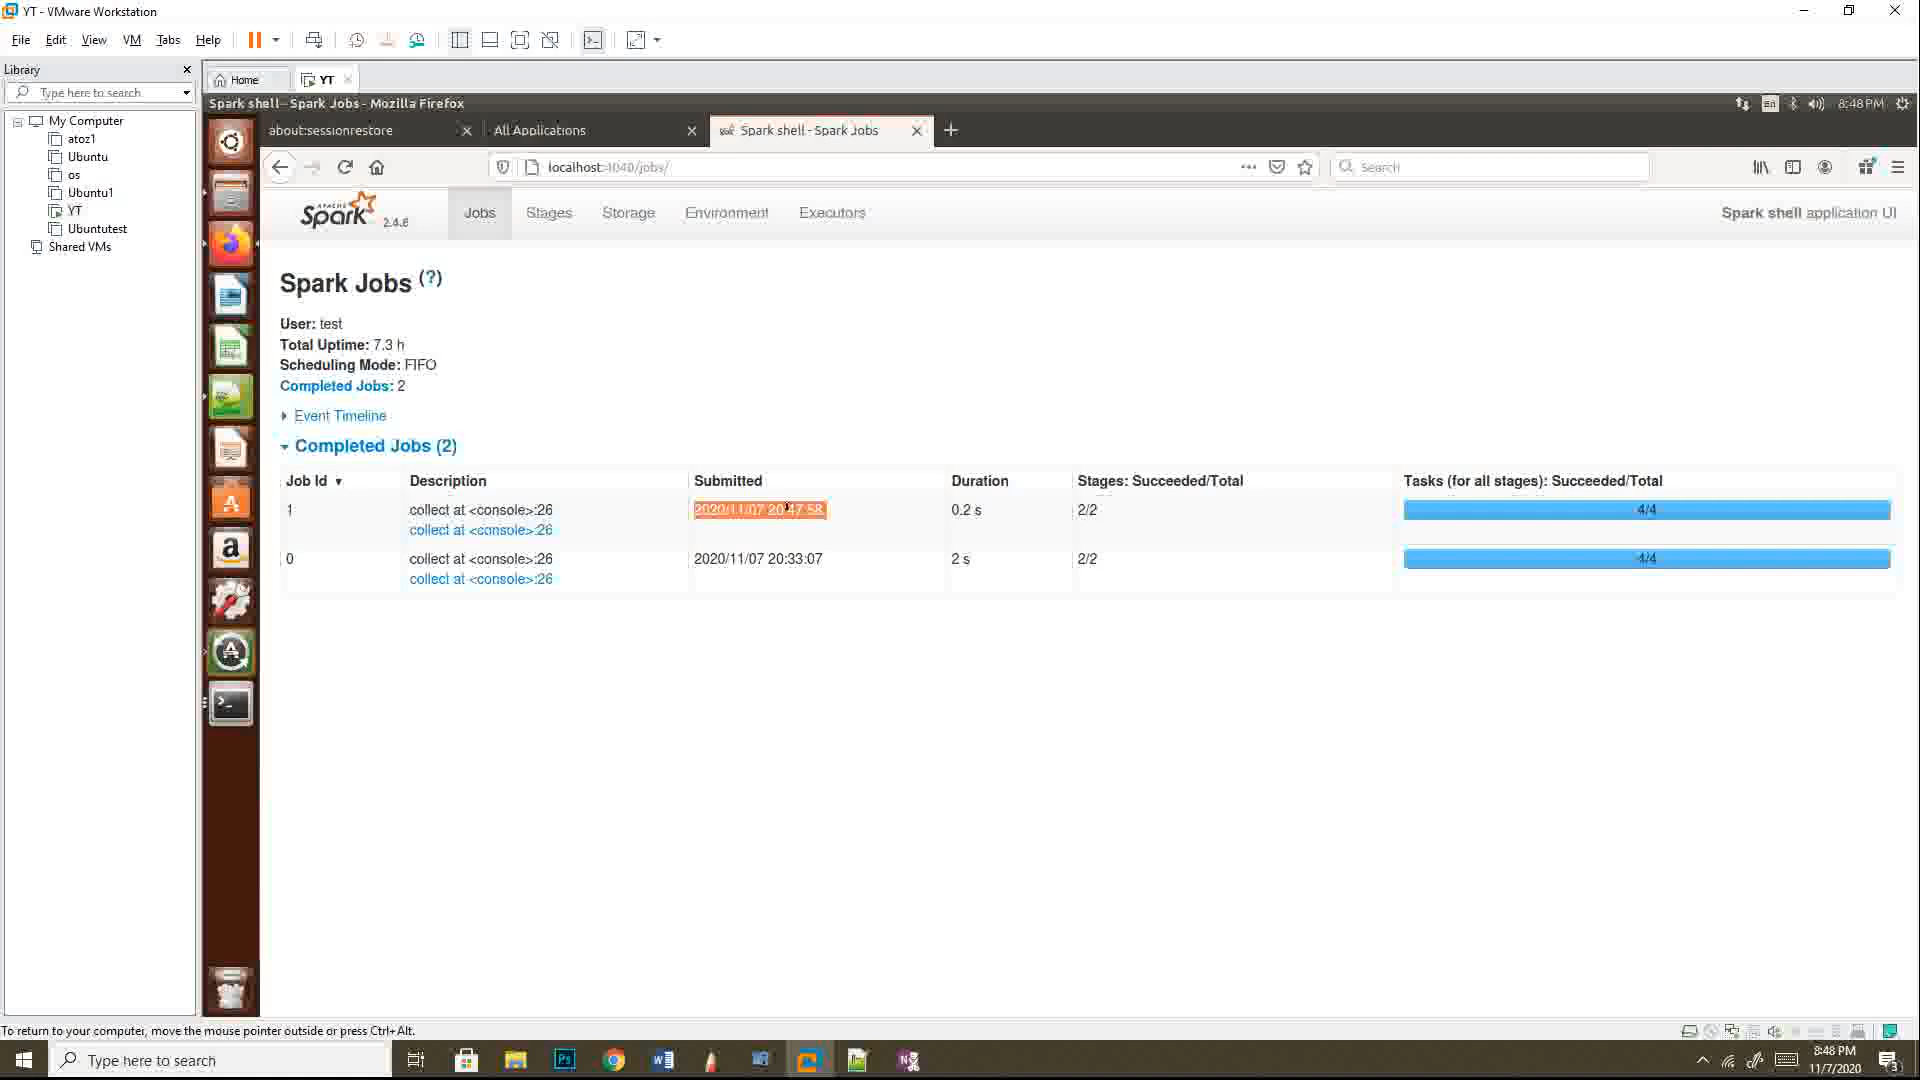 YT - VMware Workstation
File Edit View VM Tabs Help
Library
Type here to search
My Computer
atoz1
Ubuntu
os
Ubuntu1
YT
Ubuntutest
Shared VMs
Home YT
Spark shell - Spark Jobs - Mozilla Firefox
En 8:48 PM
about:sessionrestore All Applications Spark shell - Spark Jobs
localhost:4040/jobs/
Search
APACHE Spark 2.4.6
Jobs Stages Storage Environment Executors Spark shell application UI
Spark Jobs (?)
User: test
Total Uptime: 7.3 h
Scheduling Mode: FIFO
Completed Jobs: 2
Event Timeline
Completed Jobs (2)
Job Id Description Submitted Duration Stages: Succeeded/Total Tasks (for all stages): Succeeded/Total
1 collect at <console>:26 2020/11/07 20:47:58 0.2 s 2/2 4/4
collect at <console>:26
0 collect at <console>:26 2020/11/07 20:33:07 2 s 2/2 4/4
collect at <console>:26
To return to your computer, move the mouse pointer outside or press Ctrl+Alt.
Type here to search
8:48 PM
11/7/2020
3